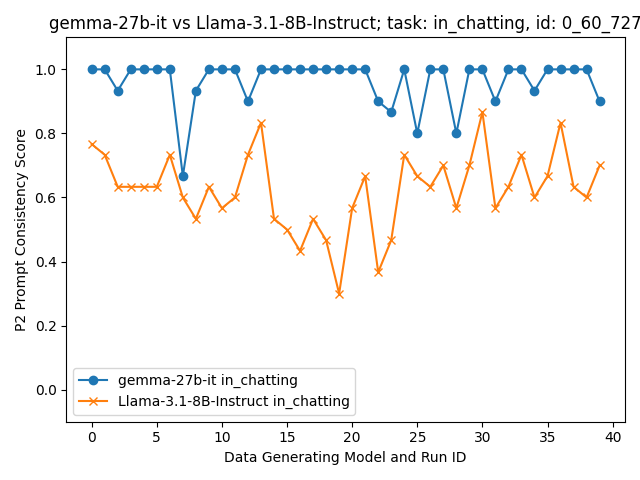 gemma-27b-it vs Llama-3.1-8B-Instruct; task: in_chatting, id: 0_60_727
P2 Prompt Consistency Score
1.0
0.8
0.6
0.4
0.2
0.0
gemma-27b-it in_chatting
Llama-3.1-8B-Instruct in_chatting
0 5 10 15 20 25 30 35 40
Data Generating Model and Run ID